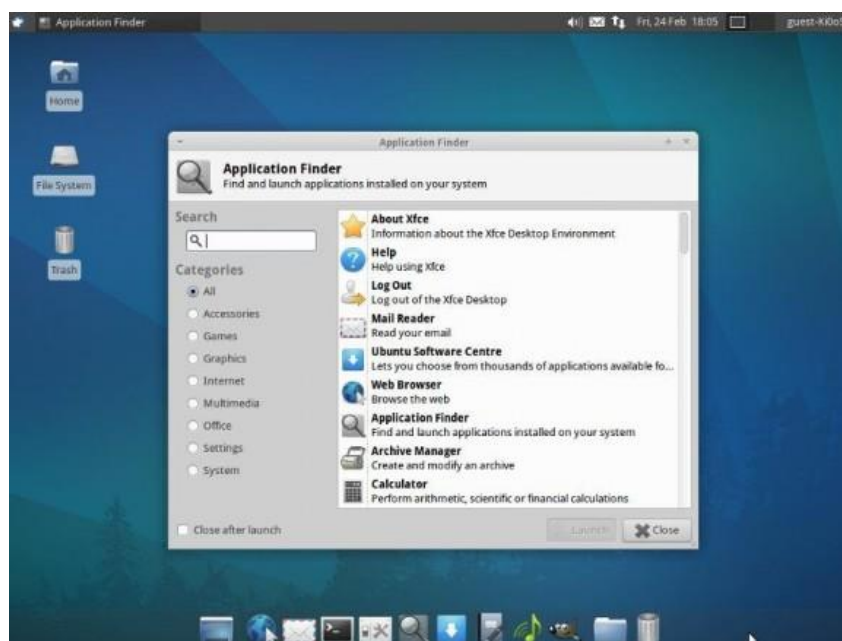 Application Finder
Fri, 24 Feb 18:05
Home
File System
Trash
Application Finder
Application Finder
Find and launch applications installed on your system
Search
Categories
All
Accessories
Games
Graphics
Internet
Multimedia
Office
Settings
System
About Xfce
Information about the Xfce Desktop Environment
Help
Help using Xfce
Log Out
Log out of the Xfce Desktop
Mail Reader
Read your email
Ubuntu Software Centre
Lets you choose from thousands of applications available fo...
Web Browser
Browse the web
Application Finder
Find and launch applications installed on your system
Archive Manager
Create and modify an archive
Calculator
Perform arithmetic, scientific or financial calculations
Close after launch
Launch
Close